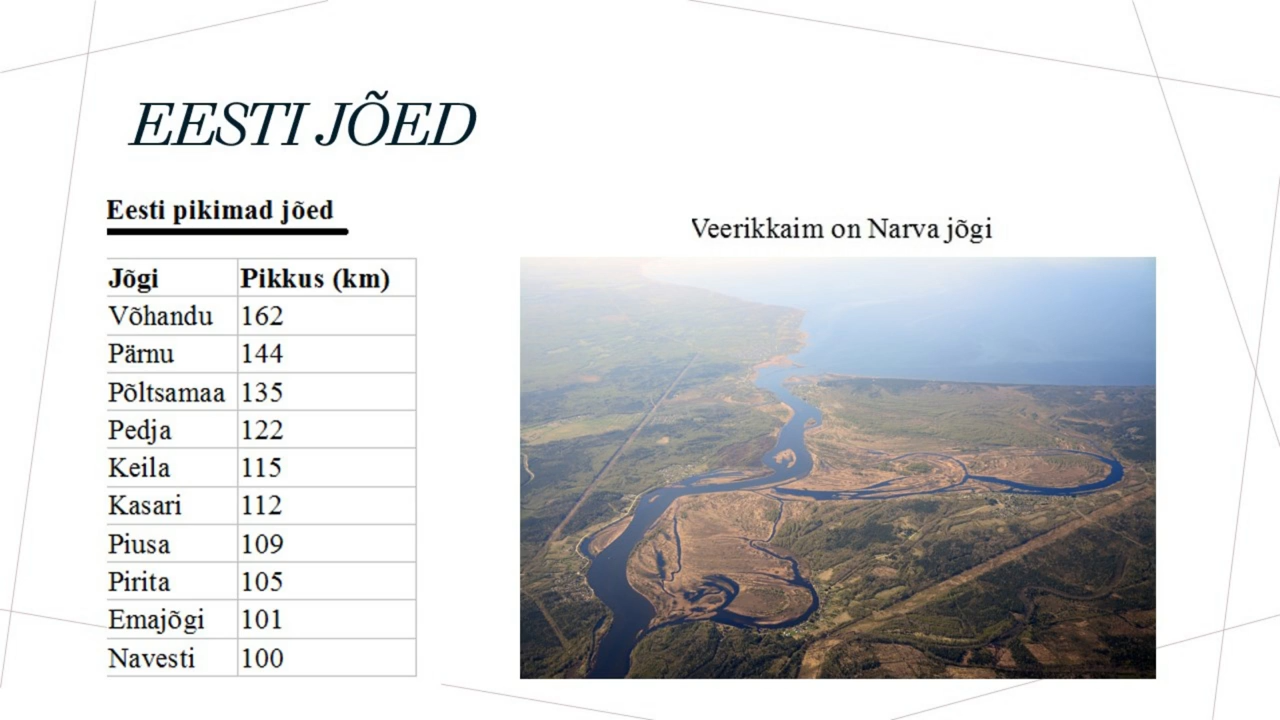 EESTI JÕED
Eesti pikimad jõed
Veerikkaim on Narva jõgi
Jõgi Pikkus (km)
Võhandu 162
Pärnu 144
Põltsamaa 135
Pedja 122
Keila 115
Kasari 112
Piusa 109
Pirita 105
Emajõgi 101
Navesti 100